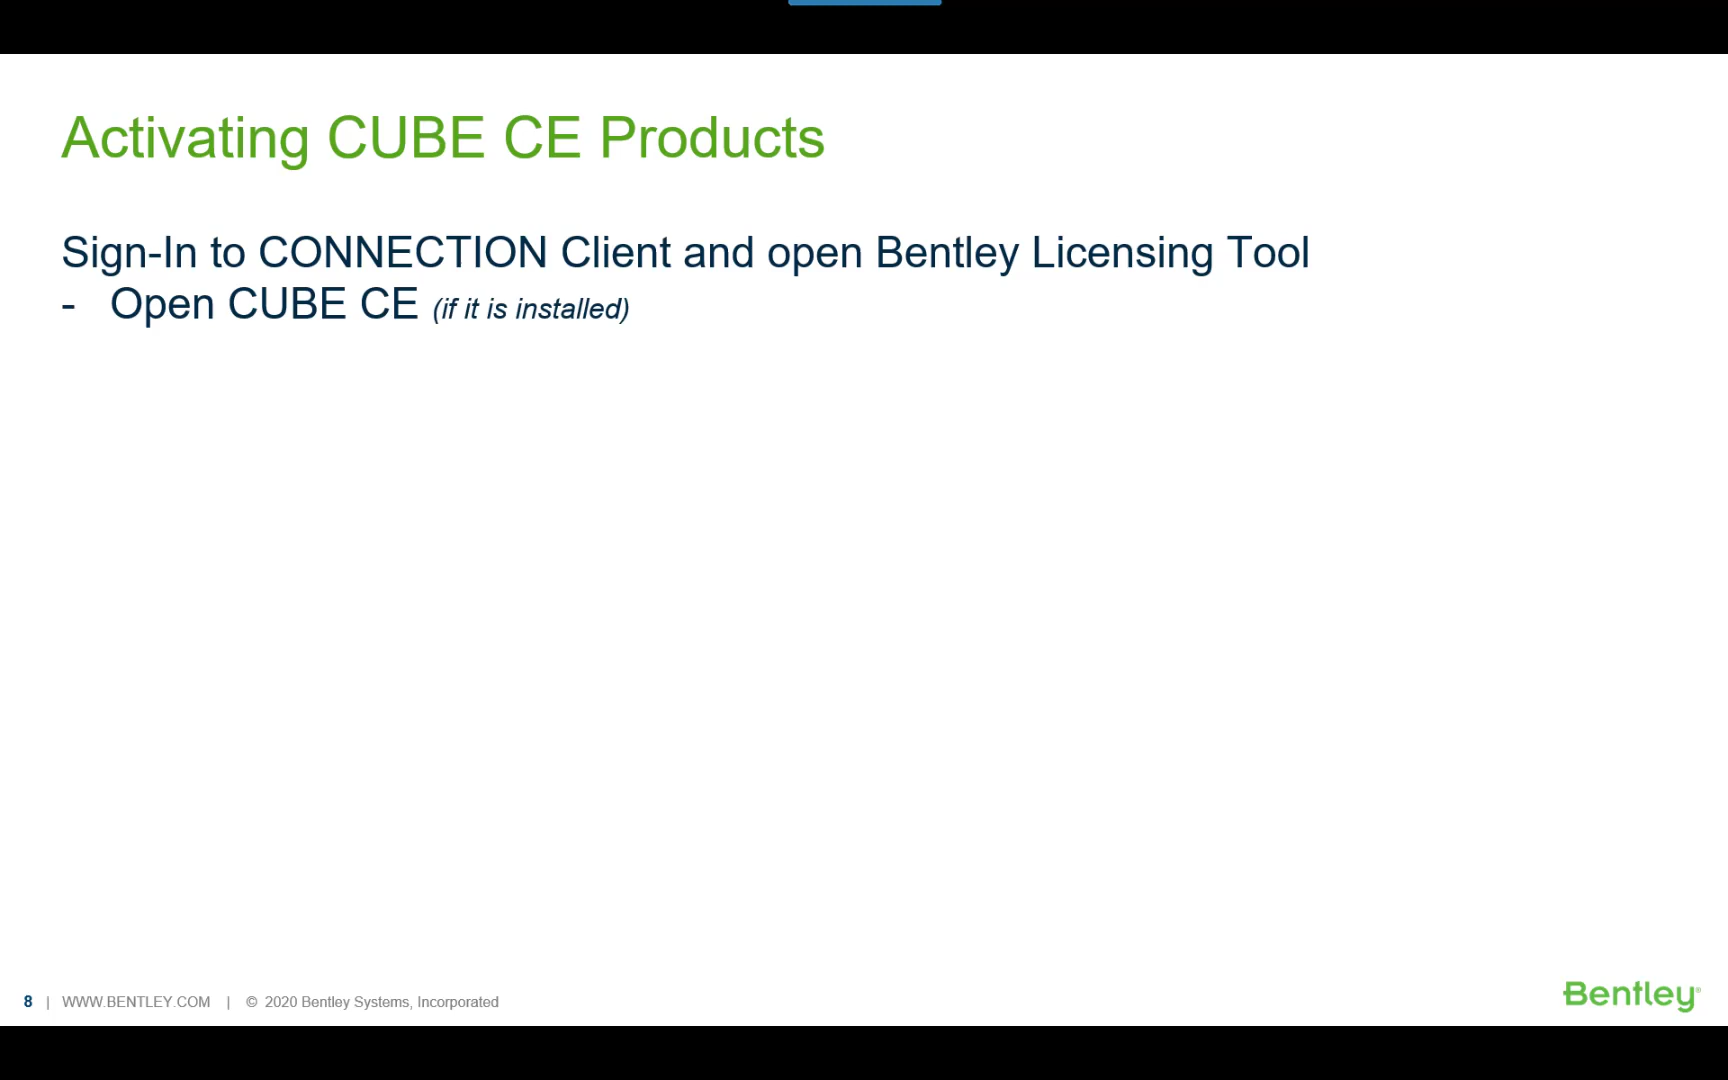 Activating CUBE CE Products
Sign-In to CONNECTION Client and open Bentley Licensing Tool
- Open CUBE CE (if it is installed)
8 | WWW.BENTLEY.COM | © 2020 Bentley Systems, Incorporated
Bentley®